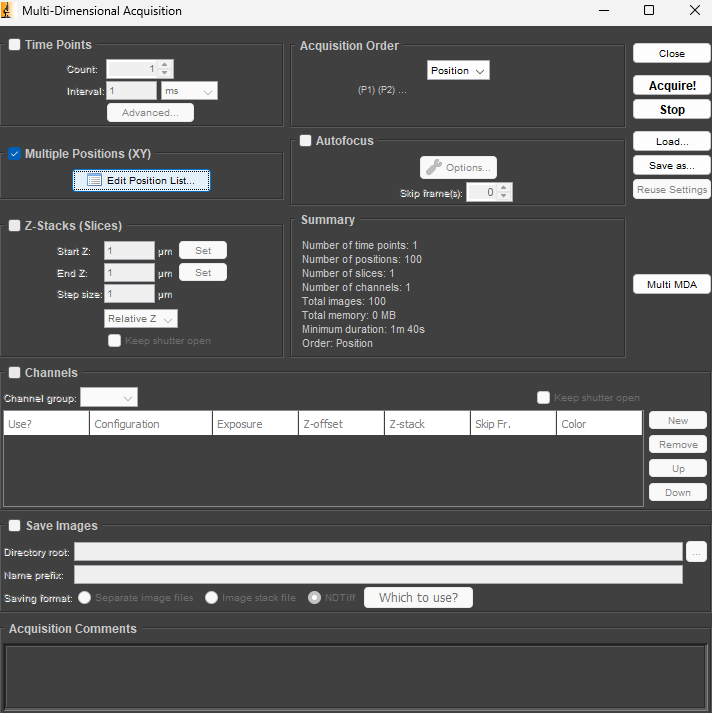 Multi-Dimensional Acquisition
Time Points
Count: 1
Interval: 1 ms
Advanced...
Acquisition Order
Position
(P1) (P2) ...
Close
Acquire!
Stop
Load...
Save as...
Reuse Settings
Multiple Positions (XY)
Edit Position List...
Autofocus
Options...
Skip frame(s): 0
Z-Stacks (Slices)
Start Z: 1 µm Set
End Z: 1 µm Set
Step size: 1 µm
Relative Z
Keep shutter open
Summary
Number of time points: 1
Number of positions: 100
Number of slices: 1
Number of channels: 1
Total images: 100
Total memory: 0 MB
Minimum duration: 1m 40s
Order: Position
Multi MDA
Channels
Channel group:
Keep shutter open
Use? Configuration Exposure Z-offset Z-stack Skip Fr. Color
New
Remove
Up
Down
Save Images
Directory root: ...
Name prefix:
Saving format: Separate image files Image stack file NDTiff Which to use?
Acquisition Comments